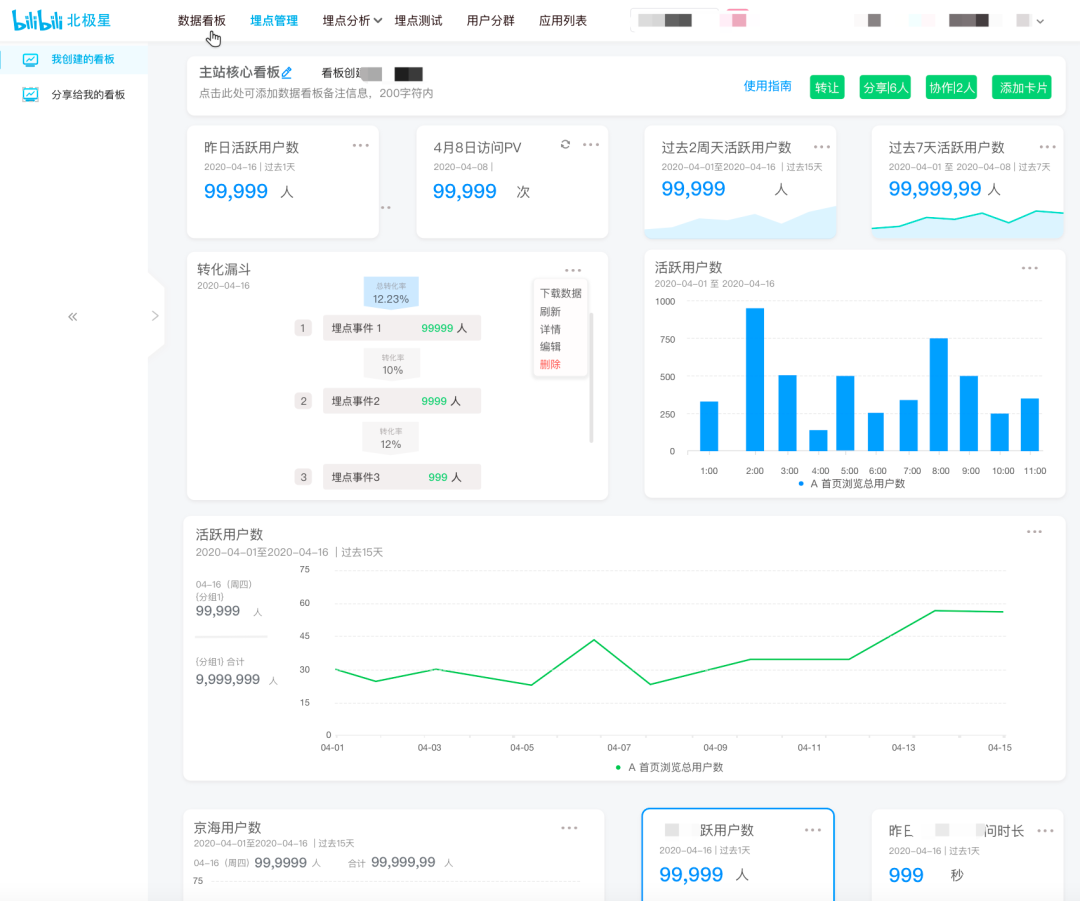 bilibili 北极星 数据看板 埋点管理 埋点分析 埋点测试 用户分群 应用列表
我创建的看板
分享给我的看板
主站核心看板 看板创
点击此处可添加数据看板备注信息，200字符内
使用指南 转让 分享|6人 协作|2人 添加卡片
昨日活跃用户数
2020-04-16 | 过去1天
99,999 人
4月8日访问PV
2020-04-08 |
99,999 次
过去2周天活跃用户数
2020-04-01至2020-04-16 | 过去15天
99,999 人
过去7天活跃用户数
2020-04-01 至 2020-04-08 | 过去7天
99,999,99 人
转化漏斗
2020-04-16
总转化率
12.23%
1 埋点事件 1 99999 人
转化率
10%
2 埋点事件2 9999 人
转化率
12%
3 埋点事件3 999 人
下载数据
刷新
详情
编辑
删除
活跃用户数
2020-04-01 至 2020-04-16
1000
750
500
250
0
1:00 2:00 3:00 4:00 5:00 6:00 7:00 8:00 9:00 10:00 11:00
A 首页浏览总用户数
活跃用户数
2020-04-01至2020-04-16 | 过去15天
04-16（周四）
(分组1)
99,999 人
(分组1) 合计
9,999,999 人
75
60
45
30
15
0
04-01 04-03 04-05 04-07 04-09 04-11 04-13 04-15
A 首页浏览总用户数
京海用户数
2020-04-01至2020-04-16 | 过去15天
04-16（周四） 99,9999 人 合计 99,999,99 人
75
跃用户数
2020-04-16 | 过去1天
99,999 人
昨日 问时长
2020-04-16 | 过去1天
999 秒